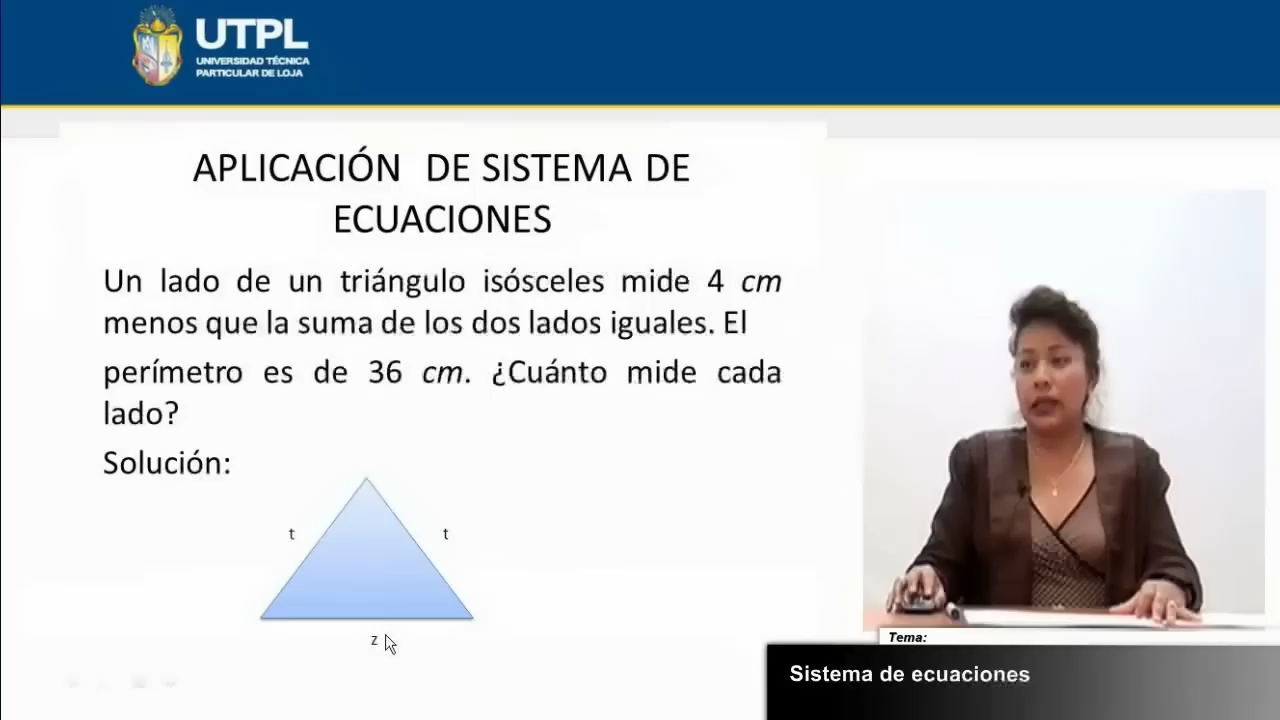 UTPL
UNIVERSIDAD TÉCNICA
PARTICULAR DE LOJA
APLICACIÓN DE SISTEMA DE
ECUACIONES
Un lado de un triángulo isósceles mide 4 cm
menos que la suma de los dos lados iguales. El
perímetro es de 36 cm. ¿Cuánto mide cada
lado?
Solución:
t t
z
Tema:
Sistema de ecuaciones